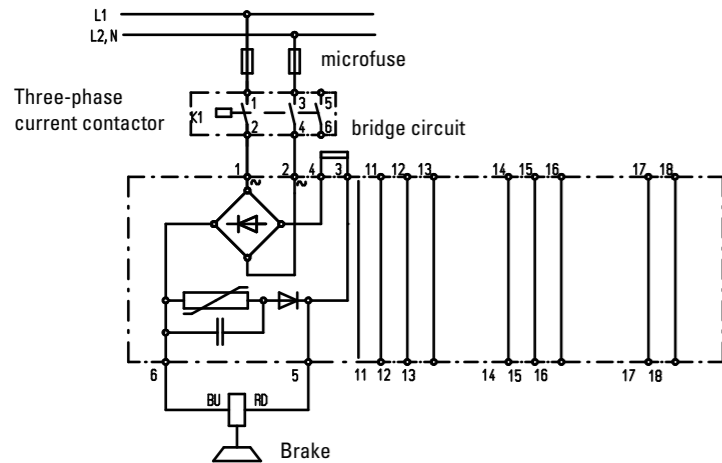 L1
L2, N
microfuse
Three-phase
current contactor
K1
1 3 5
2 4 6
bridge circuit
1 2 4 3 11 12 13 14 15 16 17 18
~ ~
6 5 11 12 13 14 15 16 17 18
BU RD
Brake